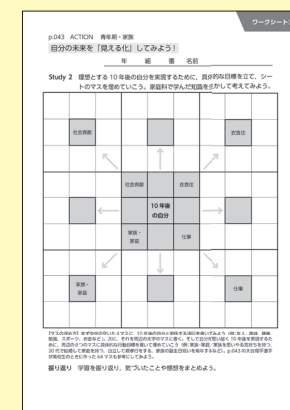 ワークシート
p.043 ACTION 青年期・家族
自分の未来を「見える化」してみよう！
年 組 番 名前
Study 2 理想とする10年後の自分を実現するために、具体的な目標を立て、シー
トのマスを埋めていこう。家庭科で学んだ知識を活かして考えてみよう。
社会貢献 衣食住
社会貢献 衣食住
10年後
の自分
家族・
家庭
仕事
家族・
家庭
仕事
振り返り 学習を振り返り、気づいたことや感想をまとめよう。